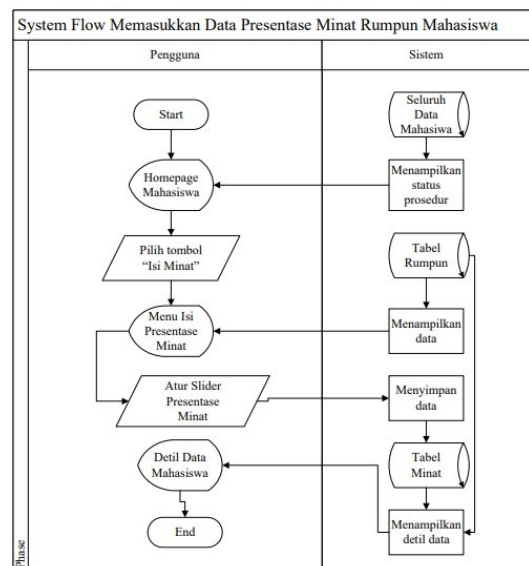 System Flow Memasukkan Data Presentase Minat Rumpun Mahasiswa
Pengguna
Sistem
Start
Seluruh
Data
Mahasiwa
Homepage
Mahasiswa
Menampilkan
status
prosedur
Pilih tombol
“Isi Minat”
Tabel
Rumpun
Menu Isi
Presentase
Minat
Menampilkan
data
Atur Slider
Presentase
Minat
Menyimpan
data
Detil Data
Mahasiswa
Tabel
Minat
End
Menampilkan
detil data
Phase